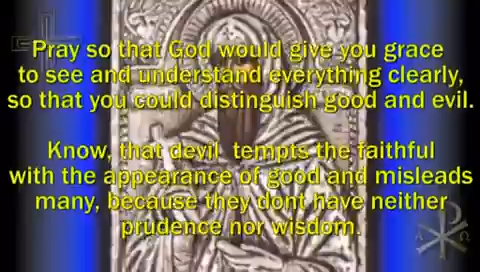 Pray so that God would give you grace
to see and understand everything clearly,
so that you could distinguish good and evil.
Know, that devil tempts the faithful
with the appearance of good and misleads
many, because they dont have neither
prudence nor wisdom.
Α Ω